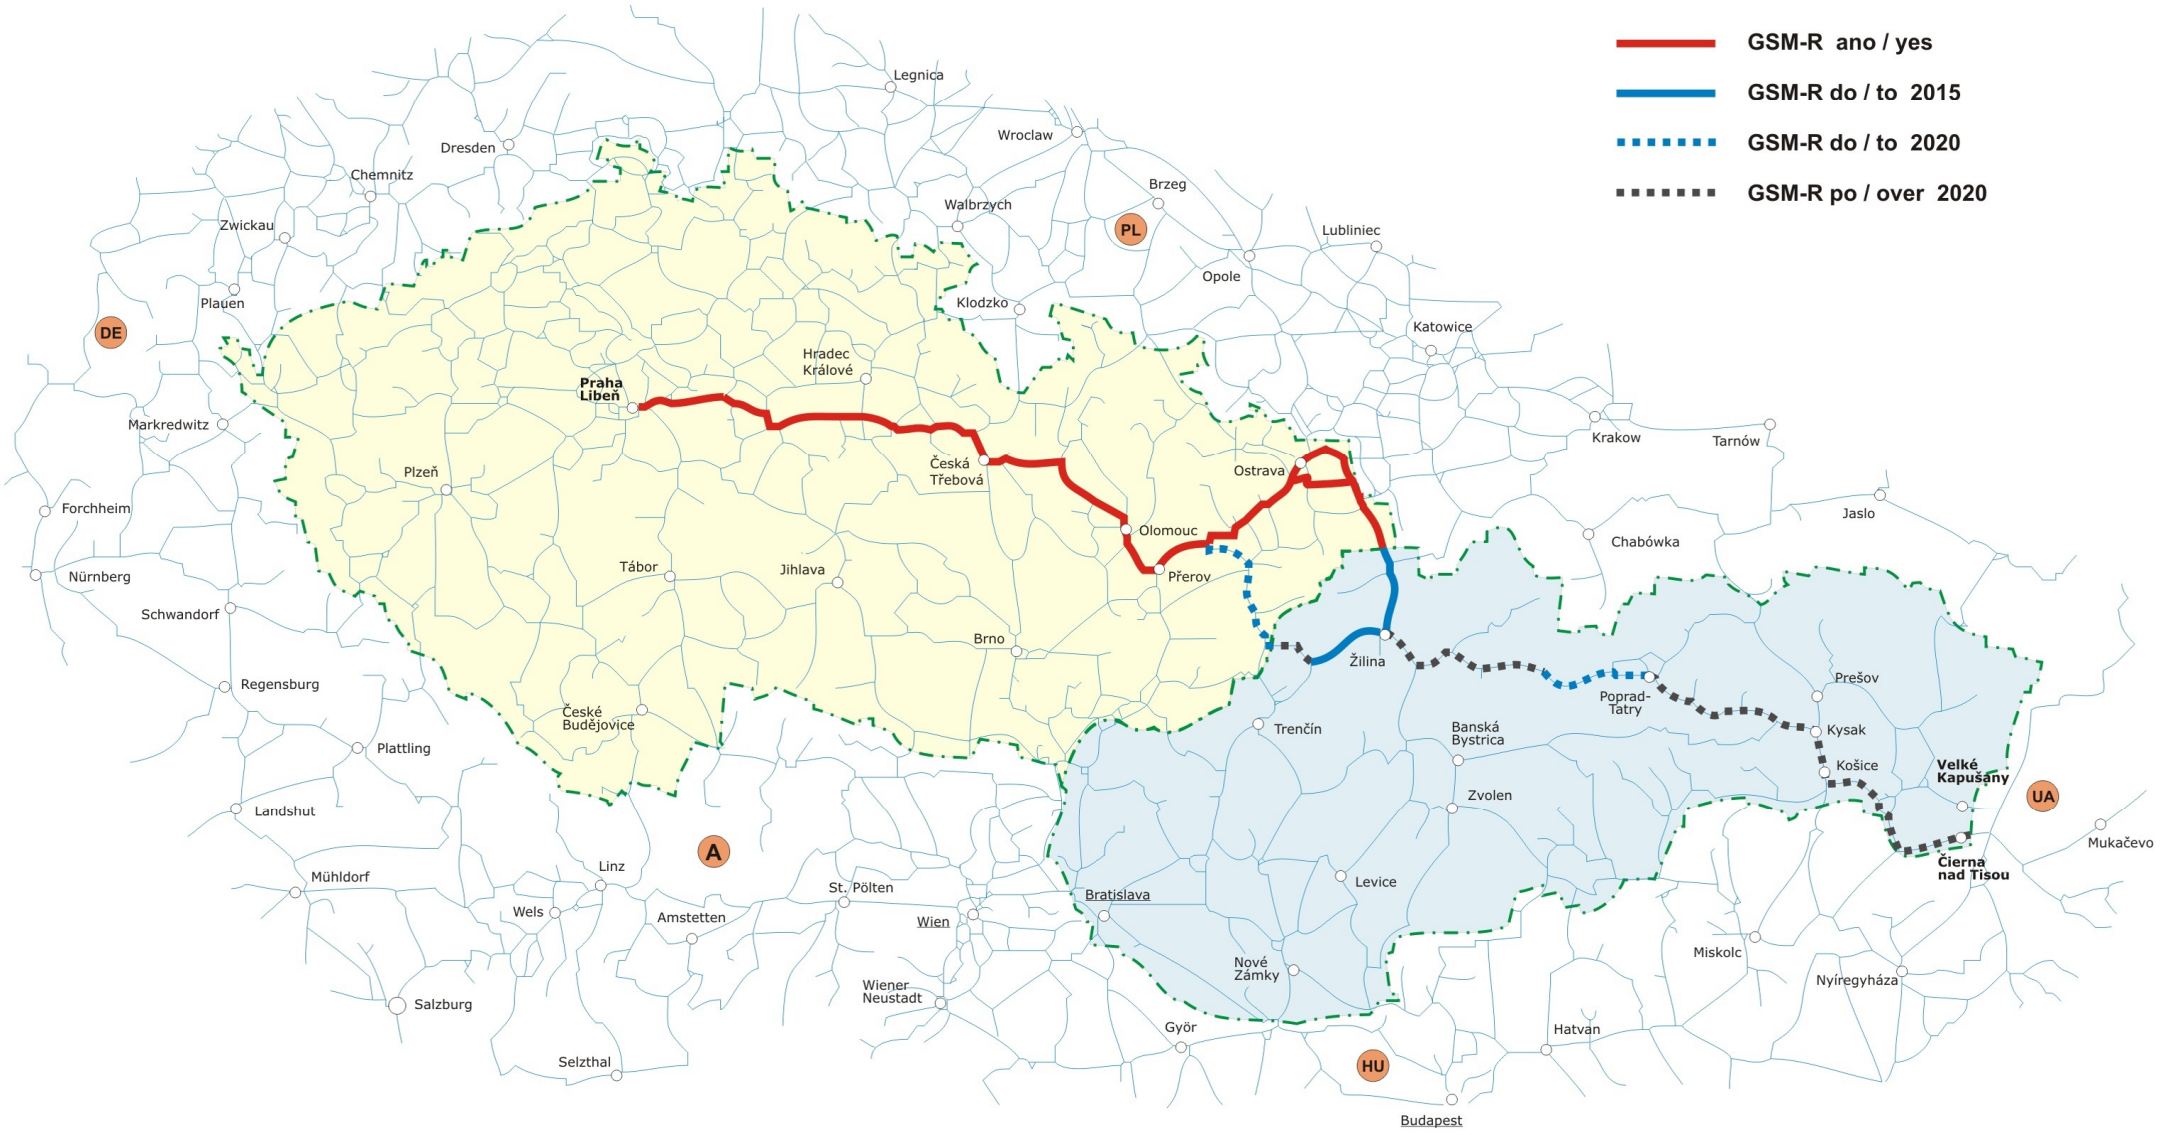 GSM-R ano / yes
GSM-R do / to 2015
GSM-R do / to 2020
GSM-R po / over 2020
Legnica
Wroclaw
Dresden
Chemnitz
Brzeg
Walbrzych
Zwickau
PL
Lubliniec
Opole
Plauen
Klodzko
DE
Katowice
Hradec
Králové
Praha
Libeň
Markredwitz
Krakow
Tarnów
Plzeň
Česká
Třebová
Ostrava
Forchheim
Jaslo
Olomouc
Chabówka
Nürnberg
Tábor
Jihlava
Přerov
Schwandorf
Brno
Žilina
Regensburg
Prešov
Poprad-
Tatry
České
Budějovice
Trenčín
Banská
Bystrica
Kysak
Plattling
Košice
Velké
Kapušany
Zvolen
UA
Landshut
Mukačevo
A
Čierna
nad Tisou
Linz
Mühldorf
Levice
St. Pölten
Bratislava
Wels
Amstetten
Wien
Miskolc
Nové
Zámky
Nyíregyháza
Wiener
Neustadt
Salzburg
Györ
Hatvan
Selzthal
HU
Budapest